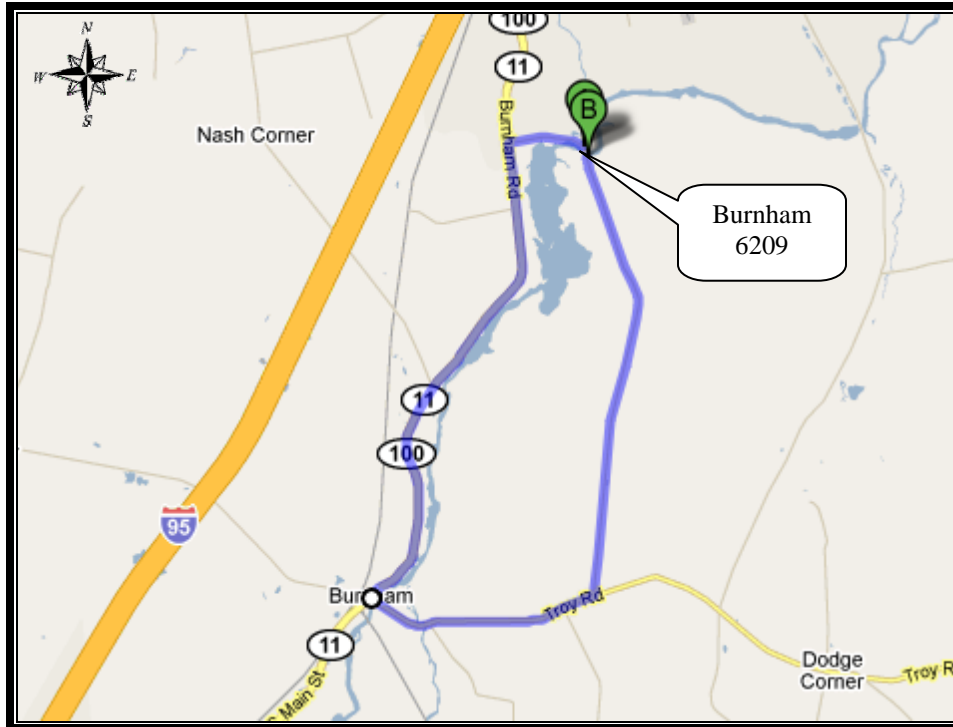 N
W E
S
100
11
B
Burnham Rd
Nash Corner
Burnham
6209
11
100
95
Burnham
Troy Rd
11
S Main St
Dodge
Corner
Troy R